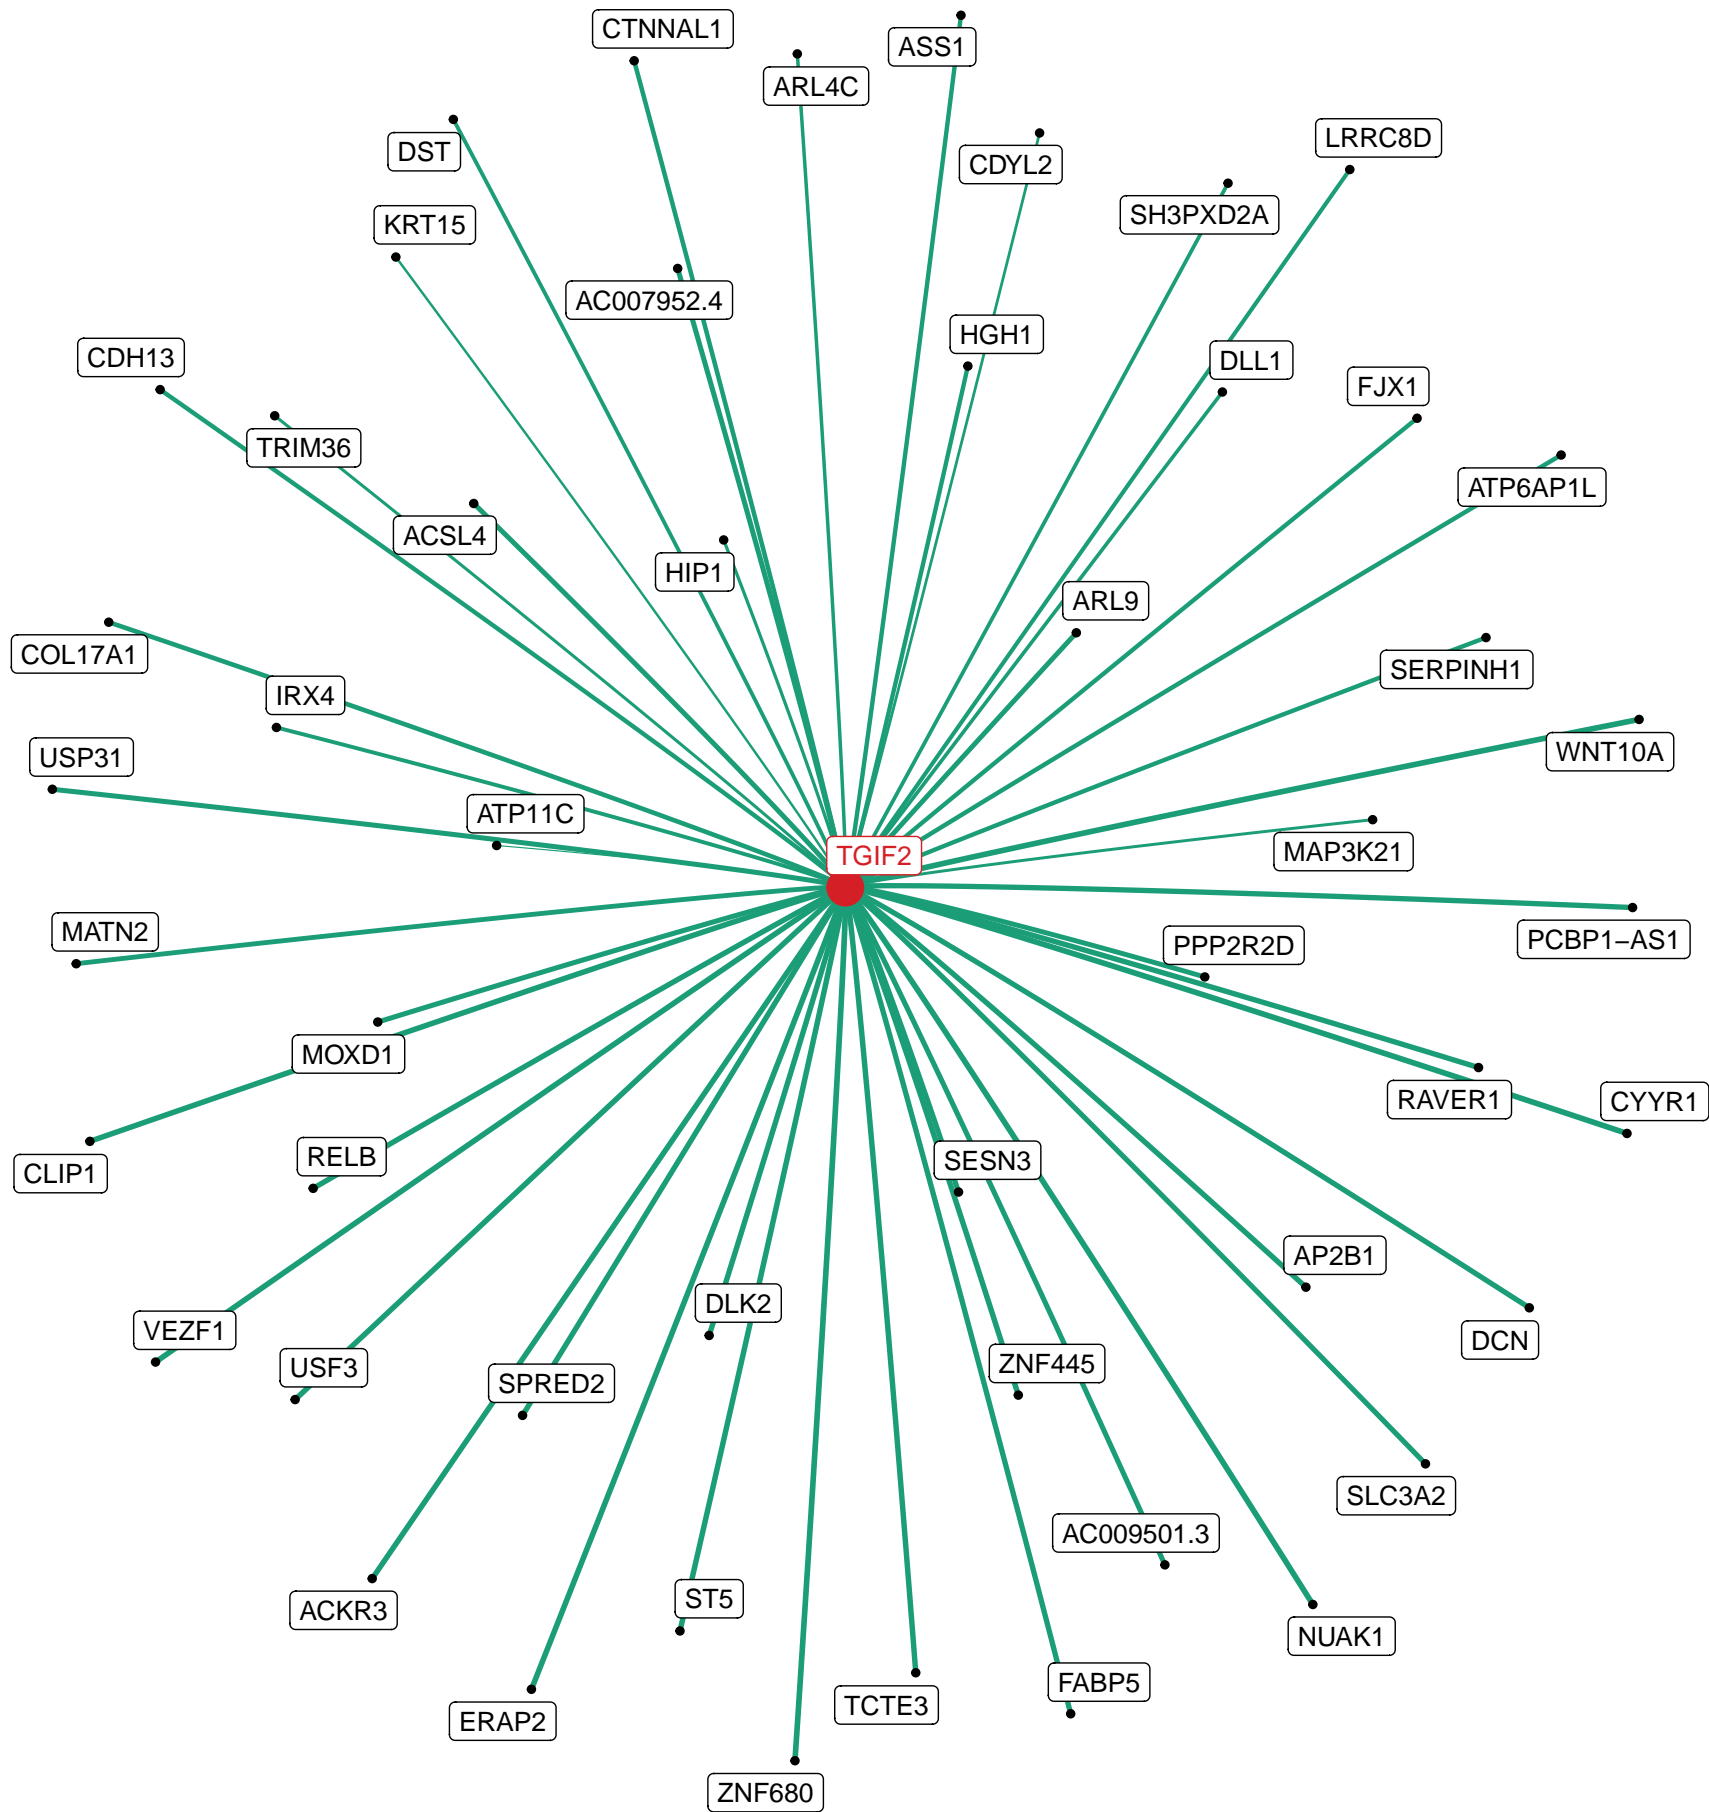 CTNNAL1
ASS1
ARL4C
LRRC8D
DST
CDYL2
SH3PXD2A
KRT15
AC007952.4
HGH1
CDH13
DLL1
FJX1
TRIM36
ATP6AP1L
ACSL4
HIP1
ARL9
COL17A1
SERPINH1
IRX4
USP31
WNT10A
ATP11C
TGIF2
MAP3K21
MATN2
PCBP1−AS1
PPP2R2D
MOXD1
RAVER1
CYYR1
RELB
SESN3
CLIP1
AP2B1
DLK2
VEZF1
DCN
USF3
ZNF445
SPRED2
SLC3A2
AC009501.3
ST5
ACKR3
NUAK1
FABP5
TCTE3
ERAP2
ZNF680